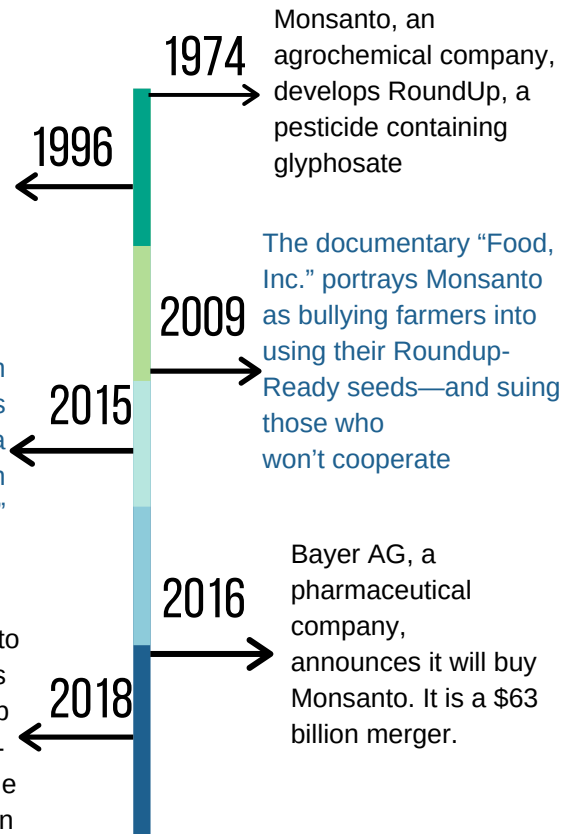 1974
Monsanto, an
agrochemical company,
develops RoundUp, a
pesticide containing
glyphosate
1996
2009
The documentary “Food,
Inc.” portrays Monsanto
as bullying farmers into
using their Roundup-
Ready seeds—and suing
those who
won’t cooperate
2015
”
2016
Bayer AG, a
pharmaceutical
company,
announces it will buy
Monsanto. It is a $63
billion merger.
2018
to